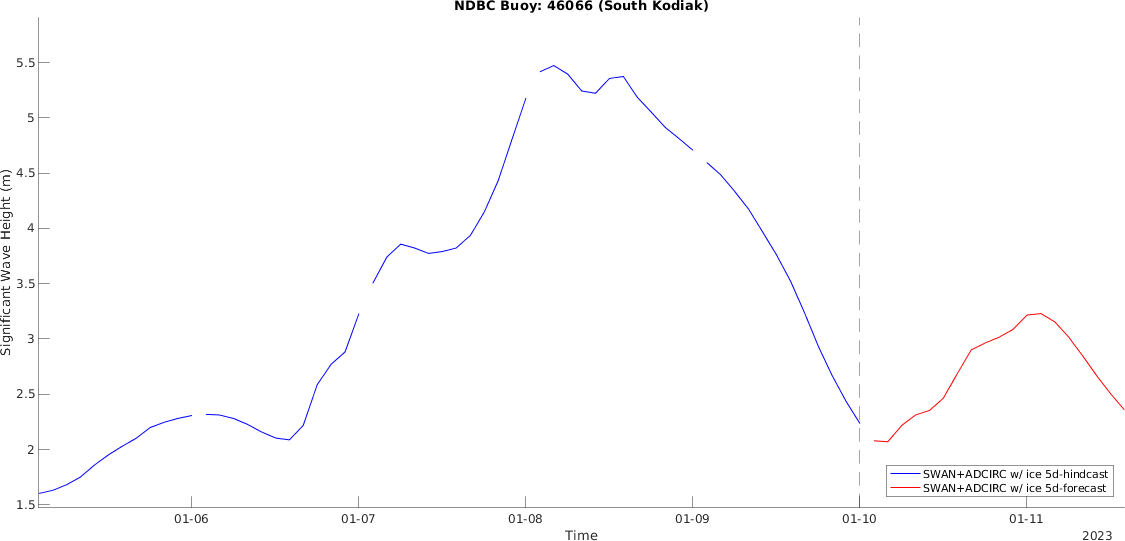 NDBC Buoy: 46066 (South Kodiak)
5.5
5
4.5
4
3.5
3
2.5
2
1.5
Significant Wave Height (m)
SWAN+ADCIRC w/ ice 5d-hindcast
SWAN+ADCIRC w/ ice 5d-forecast
01-06 01-07 01-08 01-09 01-10 01-11
Time
2023